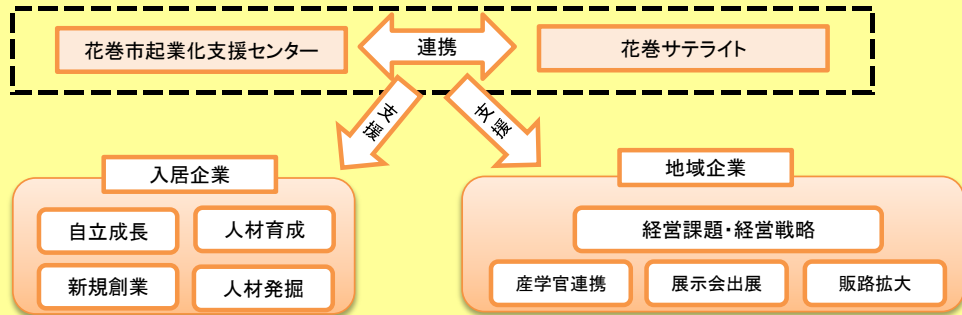 花巻市起業化支援センター
連携
花巻サテライト
支援
支援
入居企業
地域企業
自立成長
人材育成
新規創業
人材発掘
経営課題・経営戦略
産学官連携
展示会出展
販路拡大